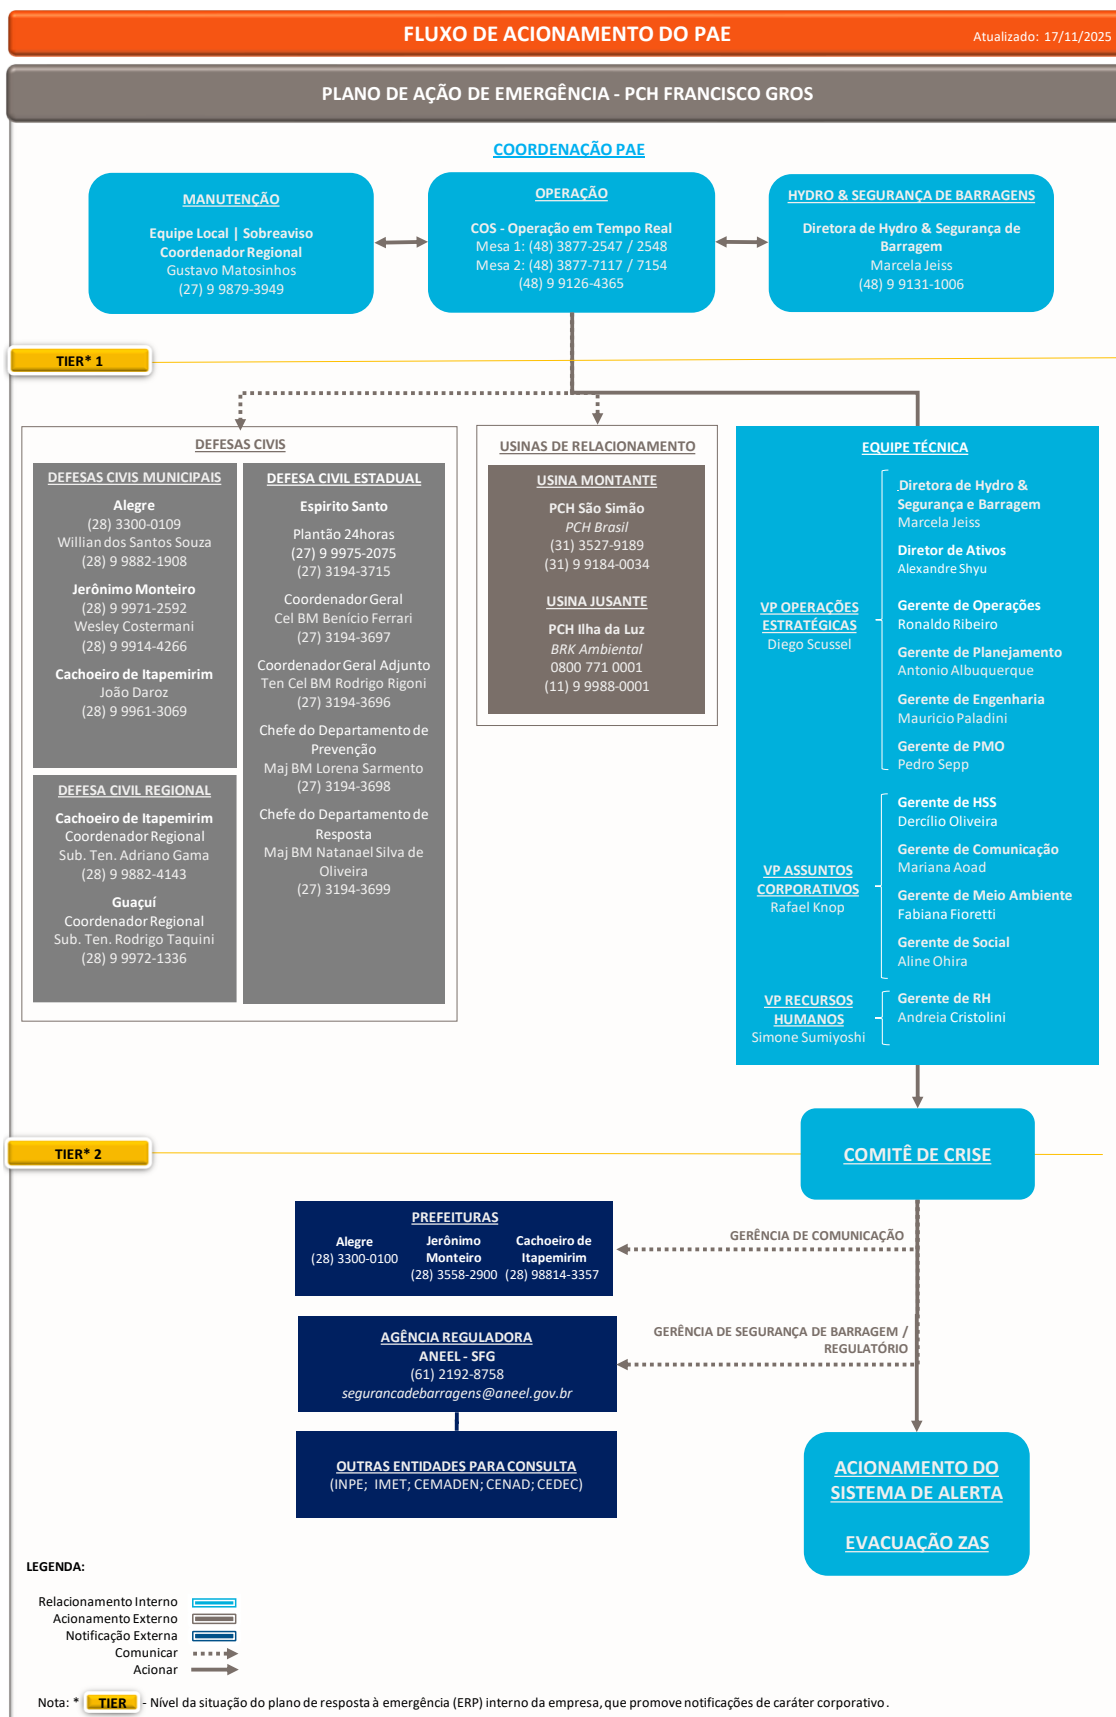 FLUXO DE ACIONAMENTO DO PAE
Atualizado: 17/11/2025
PLANO DE AÇÃO DE EMERGÊNCIA - PCH FRANCISCO GROS
COORDENAÇÃO PAE
MANUTENÇÃO
Equipe Local | Sobreaviso
Coordenador Regional
Gustavo Matosinhos
(27) 9 9879-3949
OPERAÇÃO
COS - Operação em Tempo Real
Mesa 1: (48) 3877-2547 / 2548
Mesa 2: (48) 3877-7117 / 7154
(48) 9 9126-4365
HYDRO & SEGURANÇA DE BARRAGENS
Diretora de Hydro & Segurança de
Barragem
Marcela Jeiss
(48) 9 9131-1006
TIER* 1
DEFESAS CIVIS
DEFESAS CIVIS MUNICIPAIS
Alegre
(28) 3300-0109
Willian dos Santos Souza
(28) 9 9882-1908
Jerônimo Monteiro
(28) 9 9971-2592
Wesley Costermani
(28) 9 9914-4266
Cachoeiro de Itapemirim
João Daroz
(28) 9 9961-3069
DEFESA CIVIL REGIONAL
Cachoeiro de Itapemirim
Coordenador Regional
Sub. Ten. Adriano Gama
(28) 9 9882-4143
Guaçuí
Coordenador Regional
Sub. Ten. Rodrigo Taquini
(28) 9 9972-1336
DEFESA CIVIL ESTADUAL
Espirito Santo
Plantão 24horas
(27) 9 9975-2075
(27) 3194-3715
Coordenador Geral
Cel BM Benício Ferrari
(27) 3194-3697
Coordenador Geral Adjunto
Ten Cel BM Rodrigo Rigoni
(27) 3194-3696
Chefe do Departamento de
Prevenção
Maj BM Lorena Sarmento
(27) 3194-3698
Chefe do Departamento de
Resposta
Maj BM Natanael Silva de
Oliveira
(27) 3194-3699
USINAS DE RELACIONAMENTO
USINA MONTANTE
PCH São Simão
PCH Brasil
(31) 3527-9189
(31) 9 9184-0034
USINA JUSANTE
PCH Ilha da Luz
BRK Ambiental
0800 771 0001
(11) 9 9988-0001
EQUIPE TÉCNICA
VP OPERAÇÕES
ESTRATÉGICAS
Diego Scussel
Diretora de Hydro &
Segurança e Barragem
Marcela Jeiss
Diretor de Ativos
Alexandre Shyu
Gerente de Operações
Ronaldo Ribeiro
Gerente de Planejamento
Antonio Albuquerque
Gerente de Engenharia
Mauricio Paladini
Gerente de PMO
Pedro Sepp
VP ASSUNTOS
CORPORATIVOS
Rafael Knop
Gerente de HSS
Dercílio Oliveira
Gerente de Comunicação
Mariana Aoad
Gerente de Meio Ambiente
Fabiana Fioretti
Gerente de Social
Aline Ohira
VP RECURSOS
HUMANOS
Simone Sumiyoshi
Gerente de RH
Andreia Cristolini
TIER* 2
COMITÊ DE CRISE
PREFEITURAS
Alegre
(28) 3300-0100
Jerônimo
Monteiro
(28) 3558-2900
Cachoeiro de
Itapemirim
(28) 98814-3357
GERÊNCIA DE COMUNICAÇÃO
AGÊNCIA REGULADORA
ANEEL - SFG
(61) 2192-8758
segurancadebarragens@aneel.gov.br
GERÊNCIA DE SEGURANÇA DE BARRAGEM /
REGULATÓRIO
OUTRAS ENTIDADES PARA CONSULTA
(INPE; IMET; CEMADEN; CENAD; CEDEC)
ACIONAMENTO DO
SISTEMA DE ALERTA
EVACUAÇÃO ZAS
LEGENDA:
Relacionamento Interno
Acionamento Externo
Notificação Externa
Comunicar
Acionar
Nota: * TIER - Nível da situação do plano de resposta à emergência (ERP) interno da empresa, que promove notificações de caráter corporativo.